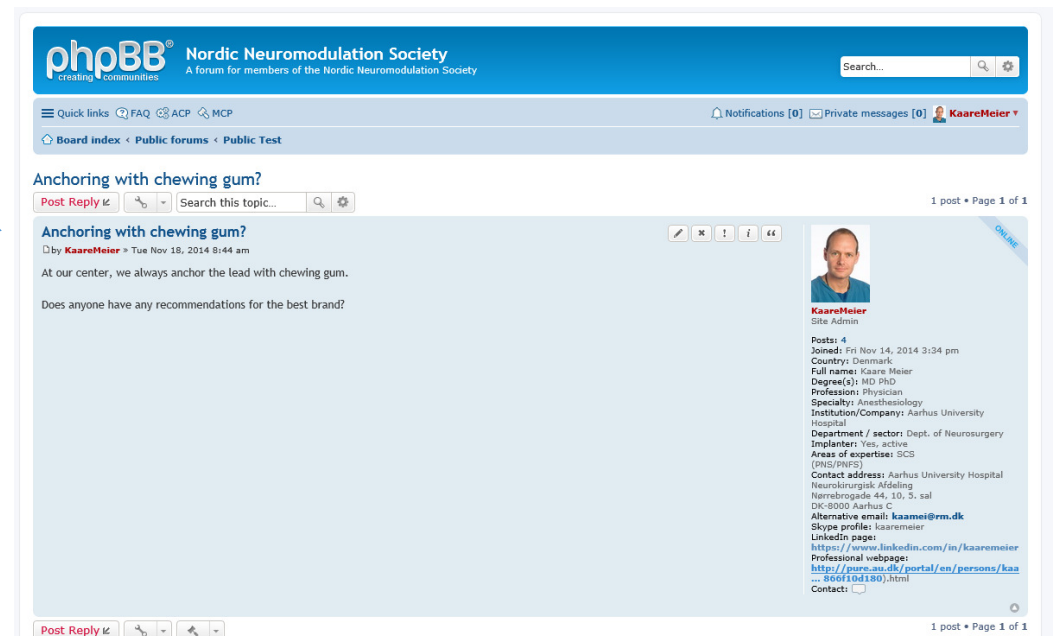 phpBB®
creating communities
Nordic Neuromodulation Society
A forum for members of the Nordic Neuromodulation Society
Search...
Quick links FAQ ACP MCP
Notifications [0] Private messages [0] KaareMeier
Board index ‹ Public forums ‹ Public Test
Anchoring with chewing gum?
Post Reply
Search this topic...
1 post • Page 1 of 1
Anchoring with chewing gum?
by KaareMeier » Tue Nov 18, 2014 8:44 am
At our center, we always anchor the lead with chewing gum.
Does anyone have any recommendations for the best brand?
ONLINE
KaareMeier
Site Admin
Posts: 4
Joined: Fri Nov 14, 2014 3:34 pm
Country: Denmark
Full name: Kaare Meier
Degree(s): MD PhD
Profession: Physician
Specialty: Anesthesiology
Institution/Company: Aarhus University
Hospital
Department / sector: Dept. of Neurosurgery
Implanter: Yes, active
Areas of expertise: SCS
(PNS/PNFS)
Contact address: Aarhus University Hospital
Neurokirurgisk Afdeling
Nørrebrogade 44, 10, 5. sal
DK-8000 Aarhus C
Alternative email: kaamei@rm.dk
Skype profile: kaaremeier
LinkedIn page:
https://www.linkedin.com/in/kaaremeier
Professional webpage:
http://pure.au.dk/portal/en/persons/kaa
... 866f10d180).html
Contact:
Post Reply
1 post • Page 1 of 1